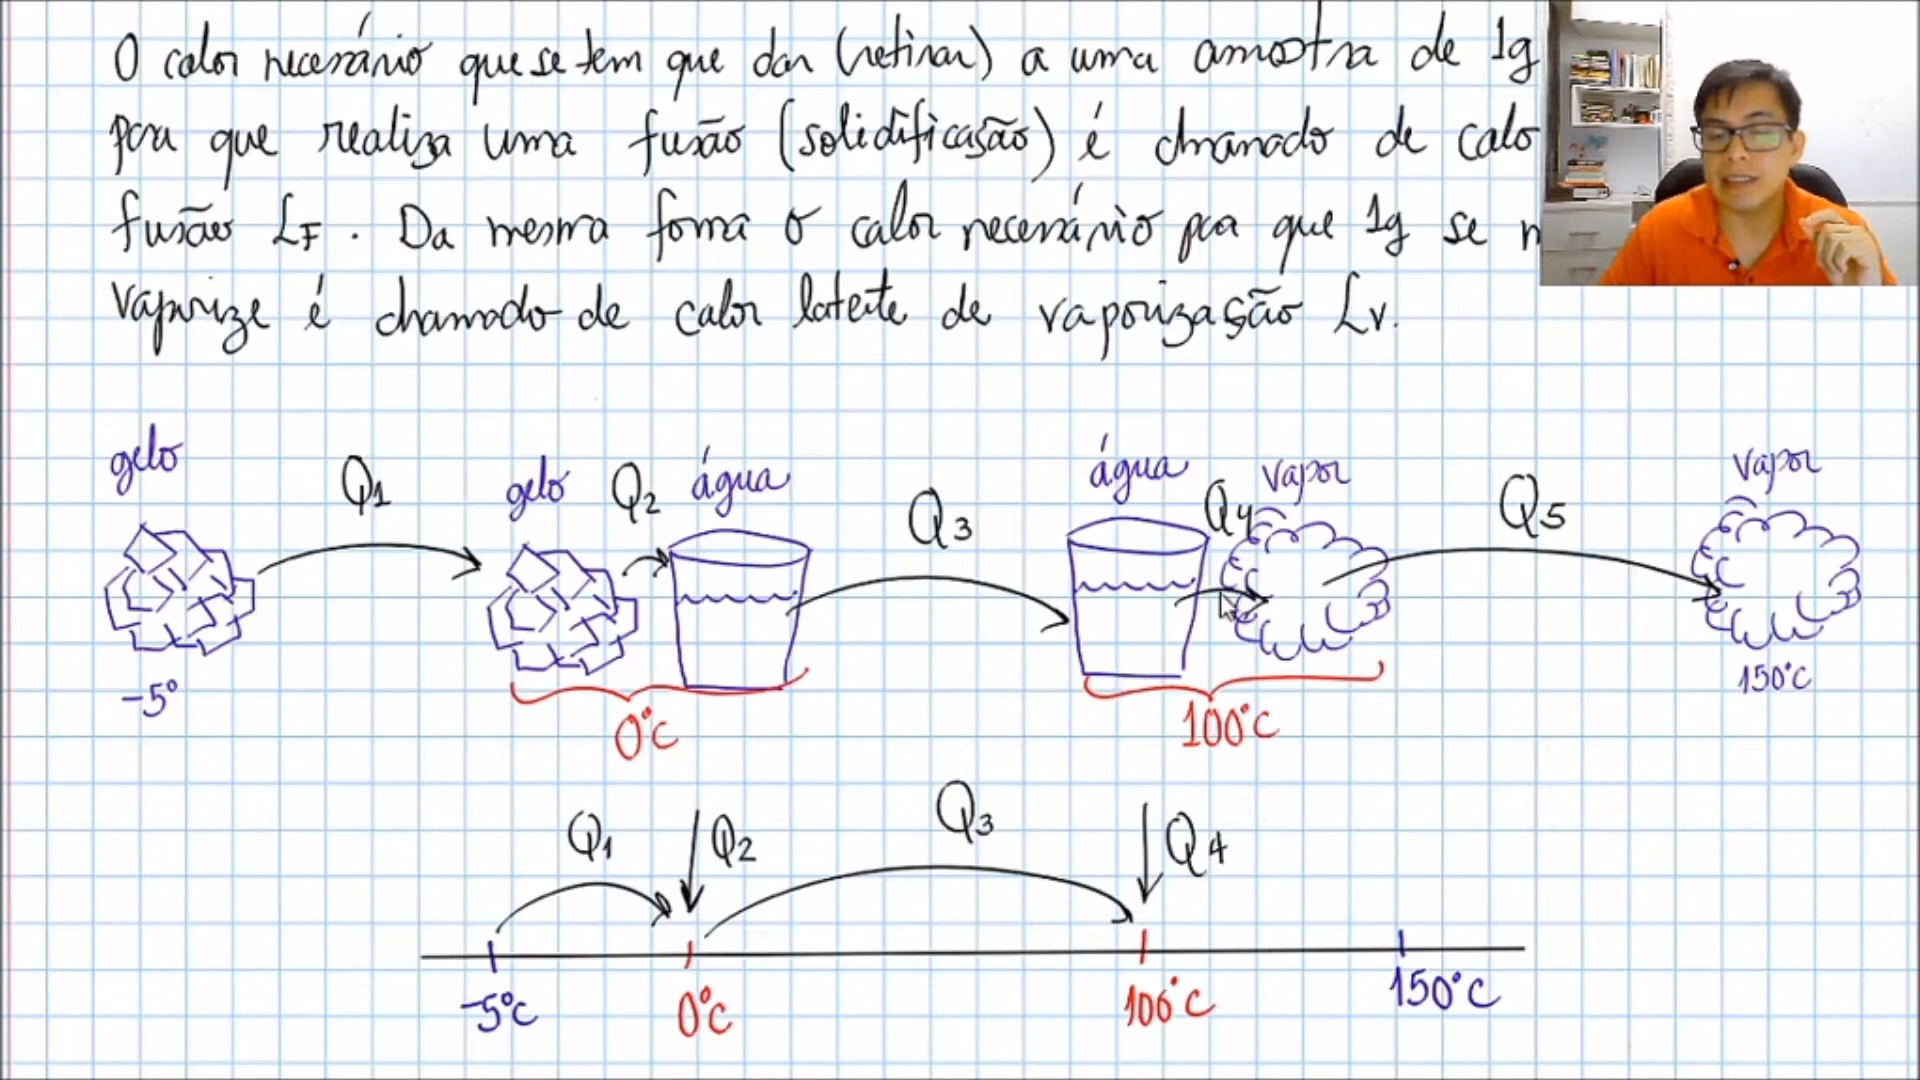 O calor necessário que se tem que dar (retirar) a uma amostra de 1g
para que realiza uma fusão (solidificação) é chamado de calo
fusão LF. Da mesma forma o calor necessário para que 1g se
vaporize é chamado de calor latente de vaporização Lv.
gelo Q1 gelo Q2 água Q3 água Q4 vapor Q5 vapor
-5° 0°C 100°C 150°C
Q1 Q2 Q3 Q4
-5°C 0°C 100°C 150°C